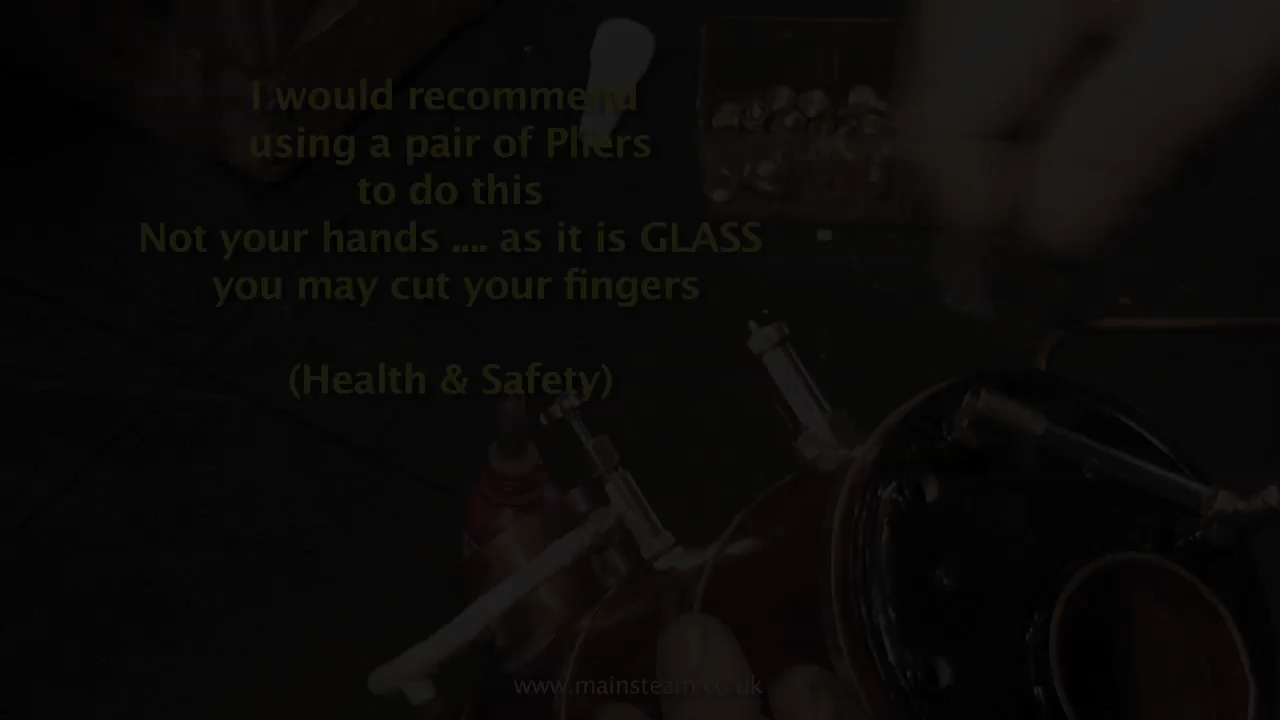 I would recommend
using a pair of Pliers
to do this
Not your hands .... as it is GLASS
you may cut your fingers
(Health & Safety)
www.mainsteam.co.uk